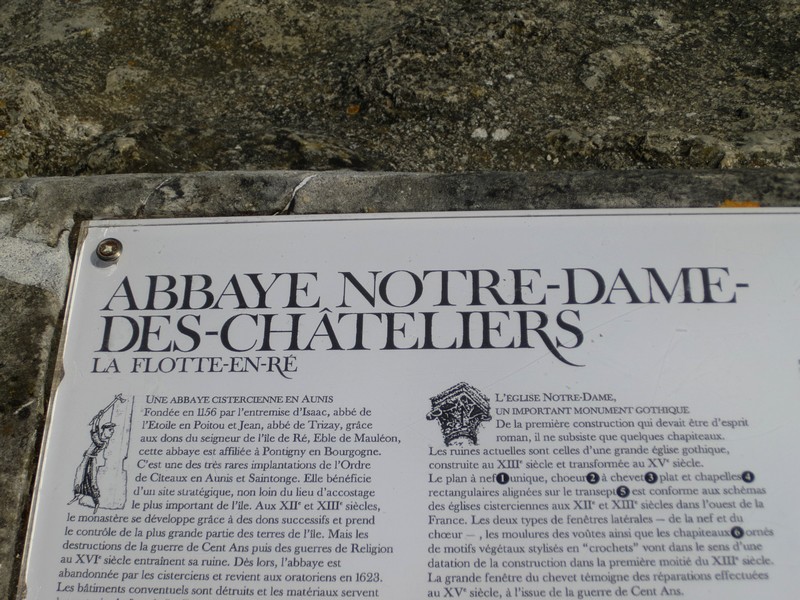 ABBAYE NOTRE-DAME-
DES-CHÂTELIERS
LA FLOTTE-EN-RÉ
UNE ABBAYE CISTERCIENNE EN AUNIS
Fondée en 1156 par l'entremise d'Isaac, abbé de
l'Etoile en Poitou et Jean, abbé de Trizay, grâce
aux dons du seigneur de l'île de Ré, Eble de Mauléon,
cette abbaye est affiliée à Pontigny en Bourgogne.
C'est une des très rares implantations de l'Ordre
de Cîteaux en Aunis et Saintonge. Elle bénéficie
d'un site stratégique, non loin du lieu d'accostage
le plus important de l'île. Aux XIIe et XIIIe siècles,
le monastère se développe grâce à des dons successifs et prend
le contrôle de la plus grande partie des terres de l'île. Mais les
destructions de la guerre de Cent Ans puis des guerres de Religion
au XVIe siècle entraînent sa ruine. Dès lors, l'abbaye est
abandonnée par les cisterciens et revient aux oratoriens en 1623.
Les bâtiments conventuels sont détruits et les matériaux servent
L'EGLISE NOTRE-DAME,
UN IMPORTANT MONUMENT GOTHIQUE
De la première construction qui devait être d'esprit
roman, il ne subsiste que quelques chapiteaux.
Les ruines actuelles sont celles d'une grande église gothique,
construite au XIIIe siècle et transformée au XVe siècle.
Le plan à nef 1 unique, choeur 2 à chevet 3 plat et chapelles 4
rectangulaires alignées sur le transept 5 est conforme aux schémas
des églises cisterciennes aux XIIe et XIIIe siècles dans l'ouest de la
France. Les deux types de fenêtres latérales — de la nef et du
chœur —, les moulures des voûtes ainsi que les chapiteaux 6 ornés
de motifs végétaux stylisés en "crochets" vont dans le sens d'une
datation de la construction dans la première moitié du XIIIe siècle.
La grande fenêtre du chevet témoigne des réparations effectuées
au XVe siècle, à l'issue de la guerre de Cent Ans.